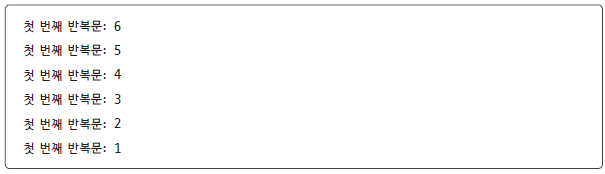 첫 번째 반복문: 6
첫 번째 반복문: 5
첫 번째 반복문: 4
첫 번째 반복문: 3
첫 번째 반복문: 2
첫 번째 반복문: 1